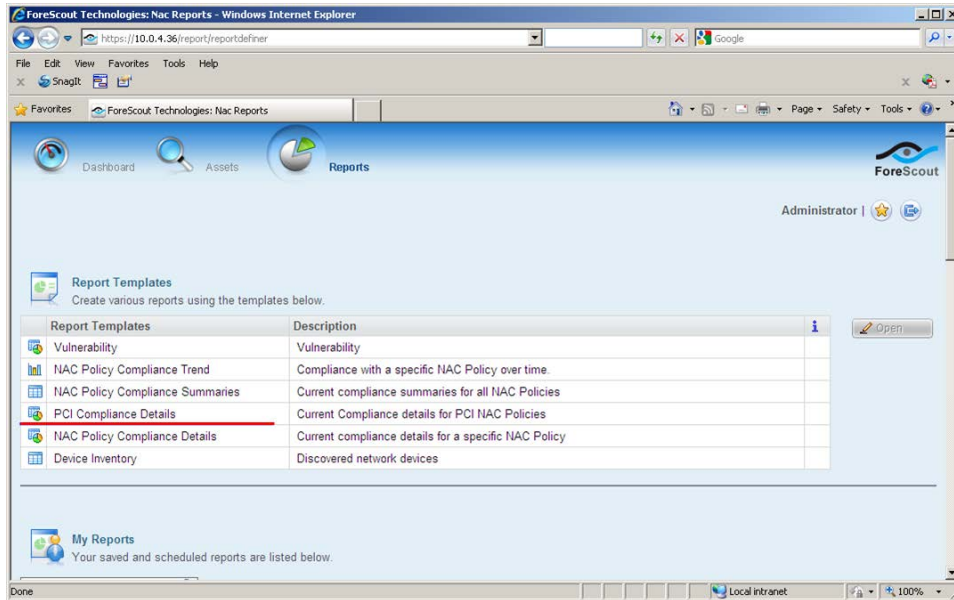 ForeScout Technologies: Nac Reports - Windows Internet Explorer
https://10.0.4.36/report/reportdefiner
Google
File Edit View Favorites Tools Help
SnagIt
Favorites ForeScout Technologies: Nac Reports Page Safety Tools
Dashboard Assets Reports
ForeScout
Administrator |
Report Templates
Create various reports using the templates below.
Report Templates Description i
Open
Vulnerability Vulnerability
NAC Policy Compliance Trend Compliance with a specific NAC Policy over time.
NAC Policy Compliance Summaries Current compliance summaries for all NAC Policies
PCI Compliance Details Current Compliance details for PCI NAC Policies
NAC Policy Compliance Details Current compliance details for a specific NAC Policy
Device Inventory Discovered network devices
My Reports
Your saved and scheduled reports are listed below.
Done Local intranet 100%